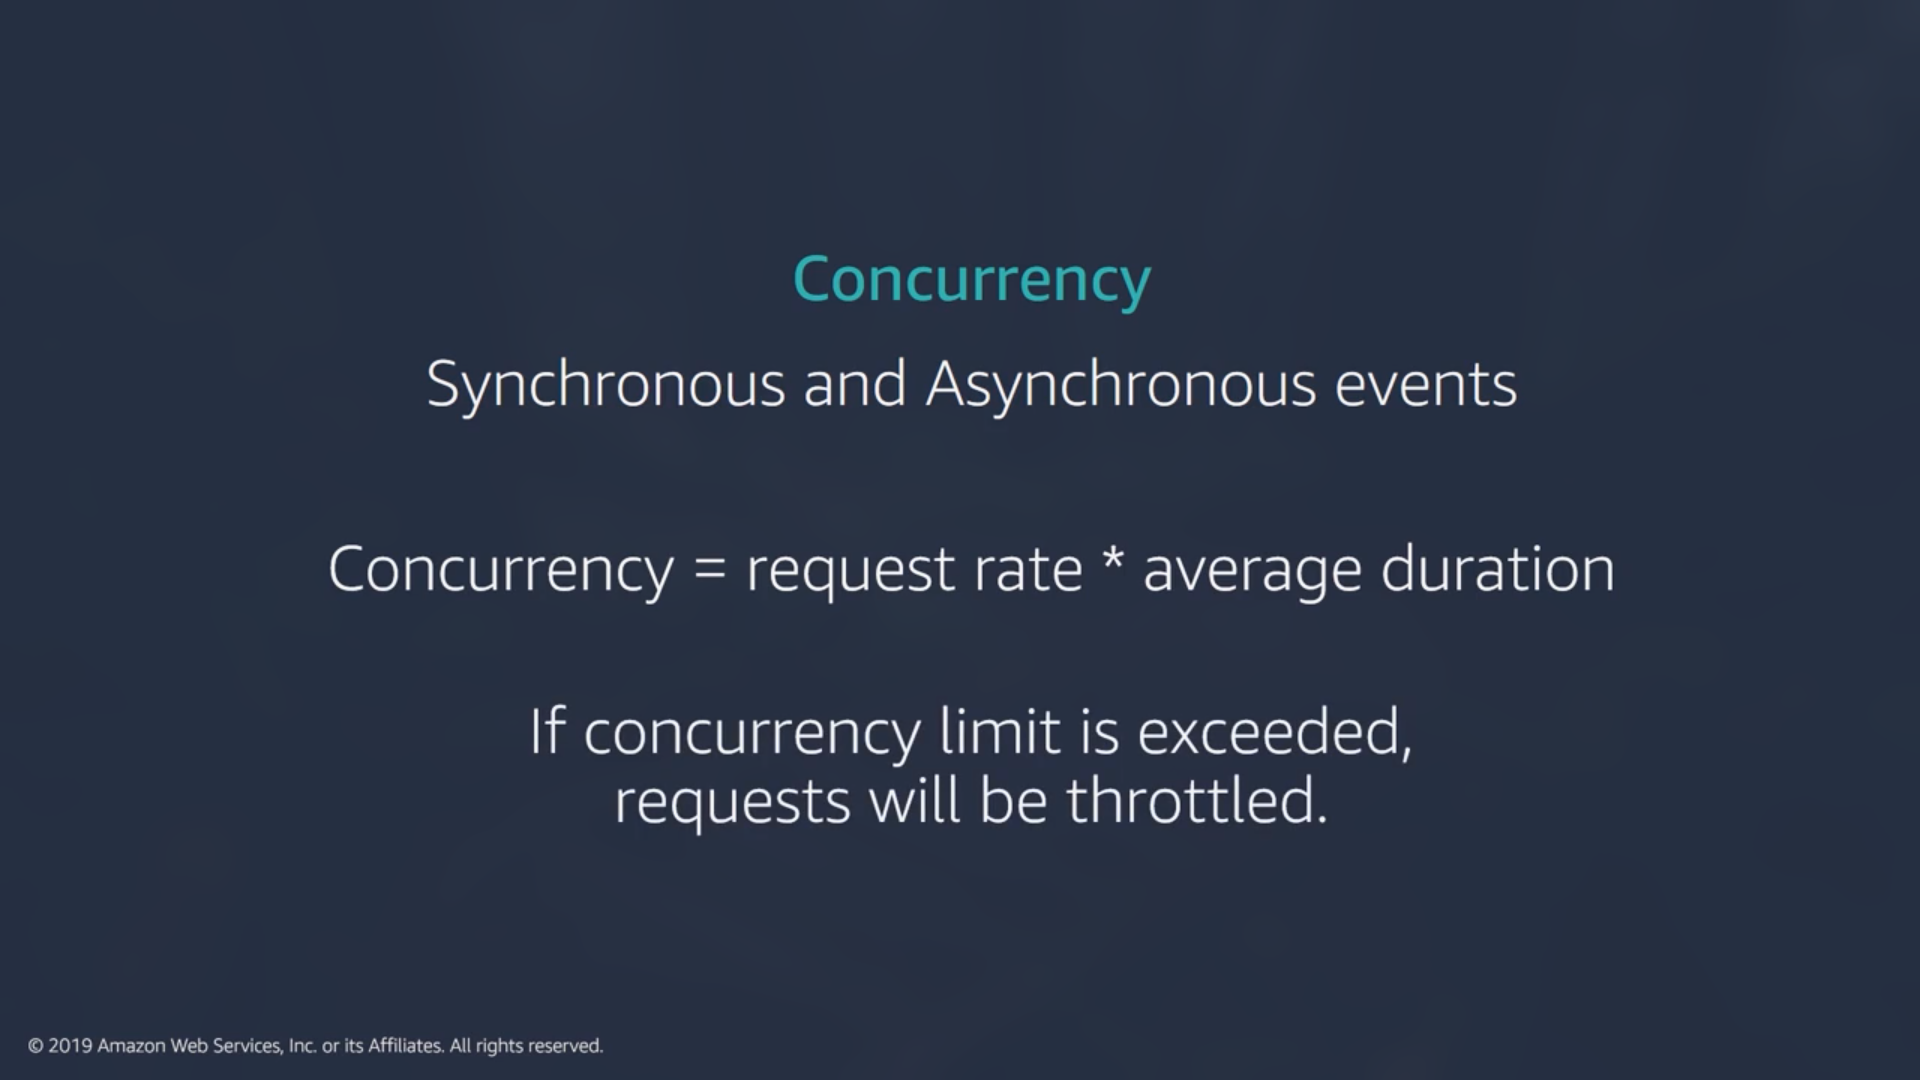 Concurrency
Synchronous and Asynchronous events
Concurrency = request rate * average duration
If concurrency limit is exceeded,
requests will be throttled.
© 2019 Amazon Web Services, Inc. or its Affiliates. All rights reserved.